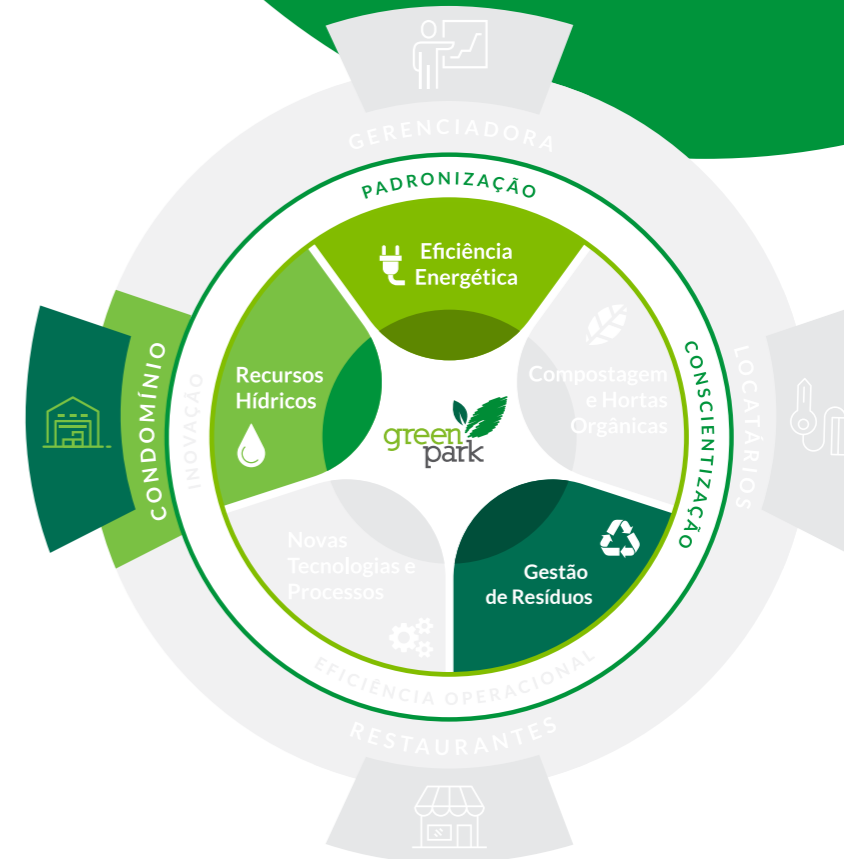 GERENCIADORA
PADRONIZAÇÃO
Eficiência
Energética
Recursos
Hídricos
Compostagem
e Hortas
Orgânicas
CONDOMÍNIO
INOVAÇÃO
green
park
CONSCIENTIZAÇÃO
LOCATÁRIOS
Novas
Tecnologias e
Processos
Gestão
de Resíduos
EFICIÊNCIA OPERACIONAL
RESTAURANTES